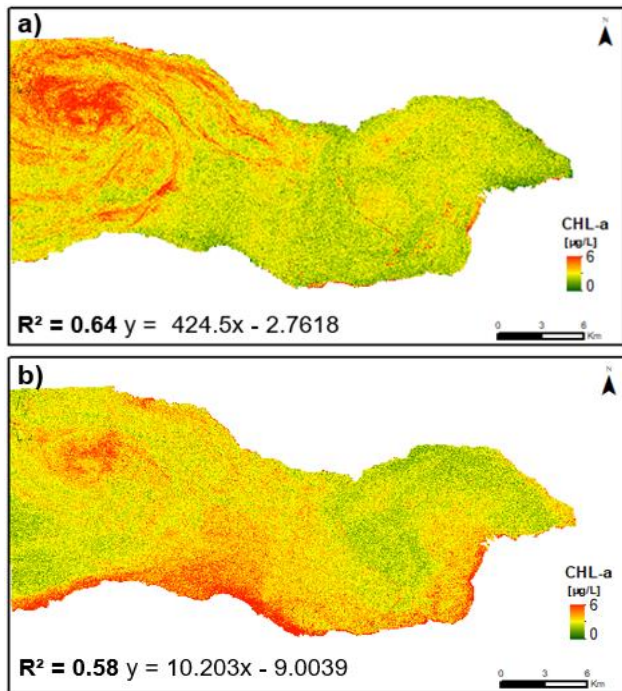 a)
N
CHL-a
[µg/L]
6
0
R² = 0.64 y = 424.5x - 2.7618
0 3 6
Km
b)
N
CHL-a
[µg/L]
6
0
R² = 0.58 y = 10.203x - 9.0039
0 3 6
Km